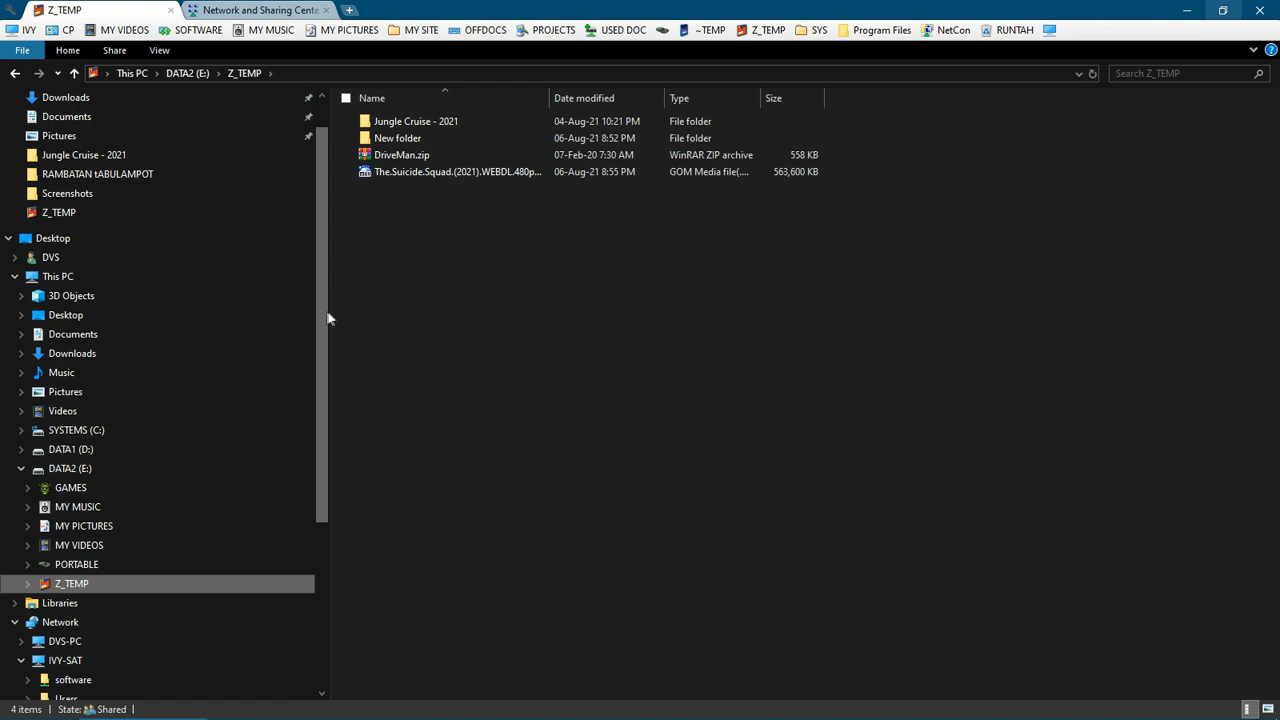 Z_TEMP
Network and Sharing Cente
IVY CP MY VIDEOS SOFTWARE MY MUSIC MY PICTURES MY SITE OFFDOCS PROJECTS USED DOC ~TEMP Z_TEMP SYS Program Files NetCon RUNTAH
File Home Share View
This PC > DATA2 (E:) > Z_TEMP >
Search Z_TEMP
Name Date modified Type Size
Jungle Cruise - 2021 04-Aug-21 10:21 PM File folder
New folder 06-Aug-21 8:52 PM File folder
DriveMan.zip 07-Feb-20 7:30 AM WinRAR ZIP archive 558 KB
The.Suicide.Squad.(2021).WEBDL.480p... 06-Aug-21 8:55 PM GOM Media file(.... 563,600 KB
Downloads
Documents
Pictures
Jungle Cruise - 2021
RAMBATAN tABULAMPOT
Screenshots
Z_TEMP
Desktop
DVS
This PC
3D Objects
Desktop
Documents
Downloads
Music
Pictures
Videos
SYSTEMS (C:)
DATA1 (D:)
DATA2 (E:)
GAMES
MY MUSIC
MY PICTURES
MY VIDEOS
PORTABLE
Z_TEMP
Libraries
Network
DVS-PC
IVY-SAT
software
Users
4 items State: Shared